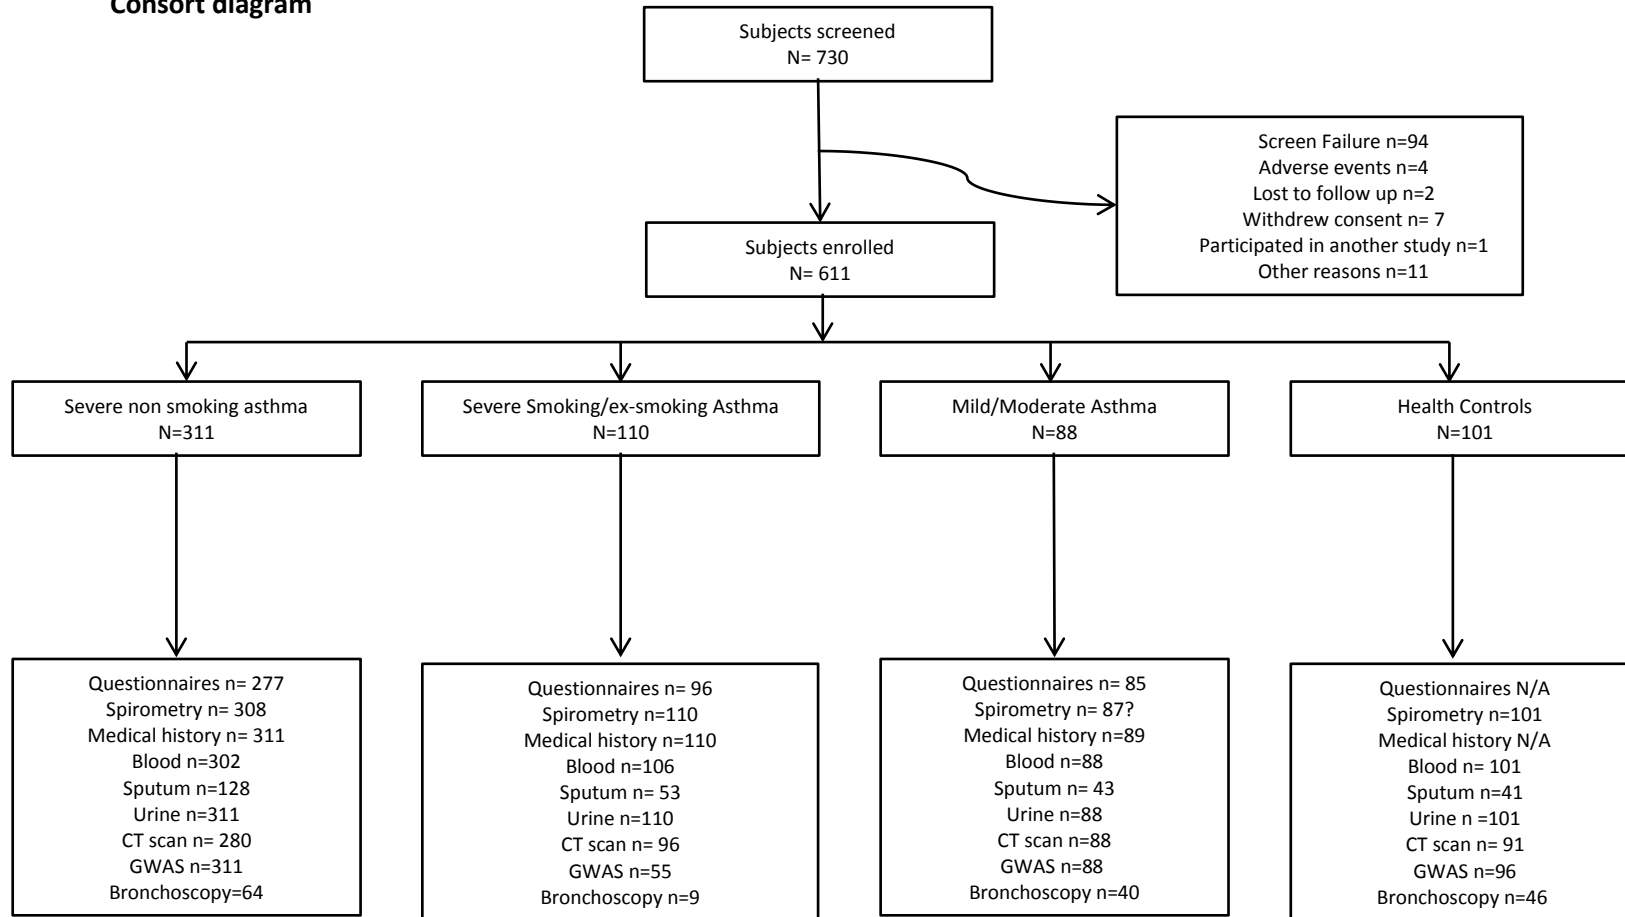 Consort diagram
Subjects screened
N= 730
Screen Failure n=94
Adverse events n=4
Lost to follow up n=2
Withdrew consent n= 7
Participated in another study n=1
Other reasons n=11
Subjects enrolled
N= 611
Severe non smoking asthma
N=311
Severe Smoking/ex-smoking Asthma
N=110
Mild/Moderate Asthma
N=88
Health Controls
N=101
Questionnaires n= 277
Spirometry n= 308
Medical history n= 311
Blood n=302
Sputum n=128
Urine n=311
CT scan n= 280
GWAS n=311
Bronchoscopy=64
Questionnaires n= 96
Spirometry n=110
Medical history n=110
Blood n=106
Sputum n= 53
Urine n=110
CT scan n= 96
GWAS n=55
Bronchoscopy n=9
Questionnaires n= 85
Spirometry n= 87?
Medical history n=89
Blood n=88
Sputum n= 43
Urine n=88
CT scan n=88
GWAS n=88
Bronchoscopy n=40
Questionnaires N/A
Spirometry n=101
Medical history N/A
Blood n= 101
Sputum n=41
Urine n =101
CT scan n= 91
GWAS n=96
Bronchoscopy n=46